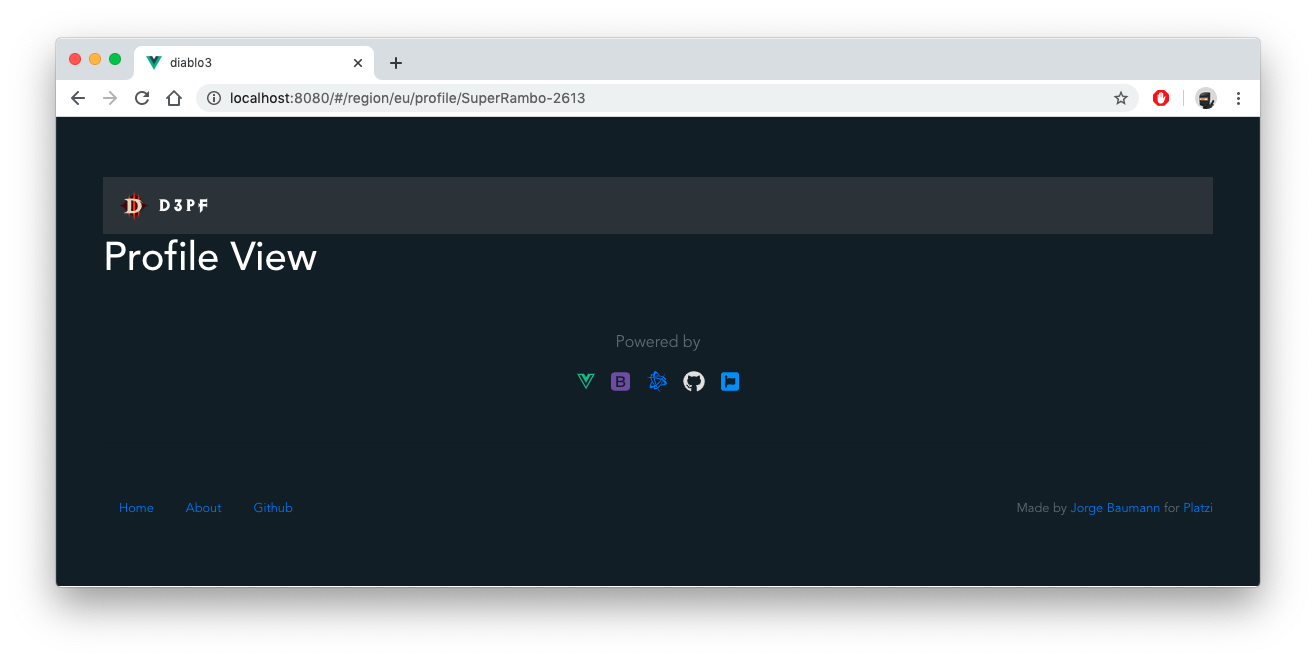 diablo3
localhost:8080/#/region/eu/profile/SuperRambo-2613
D D3PF
Profile View
Powered by
B
Home About Github Made by Jorge Baumann for Platzi